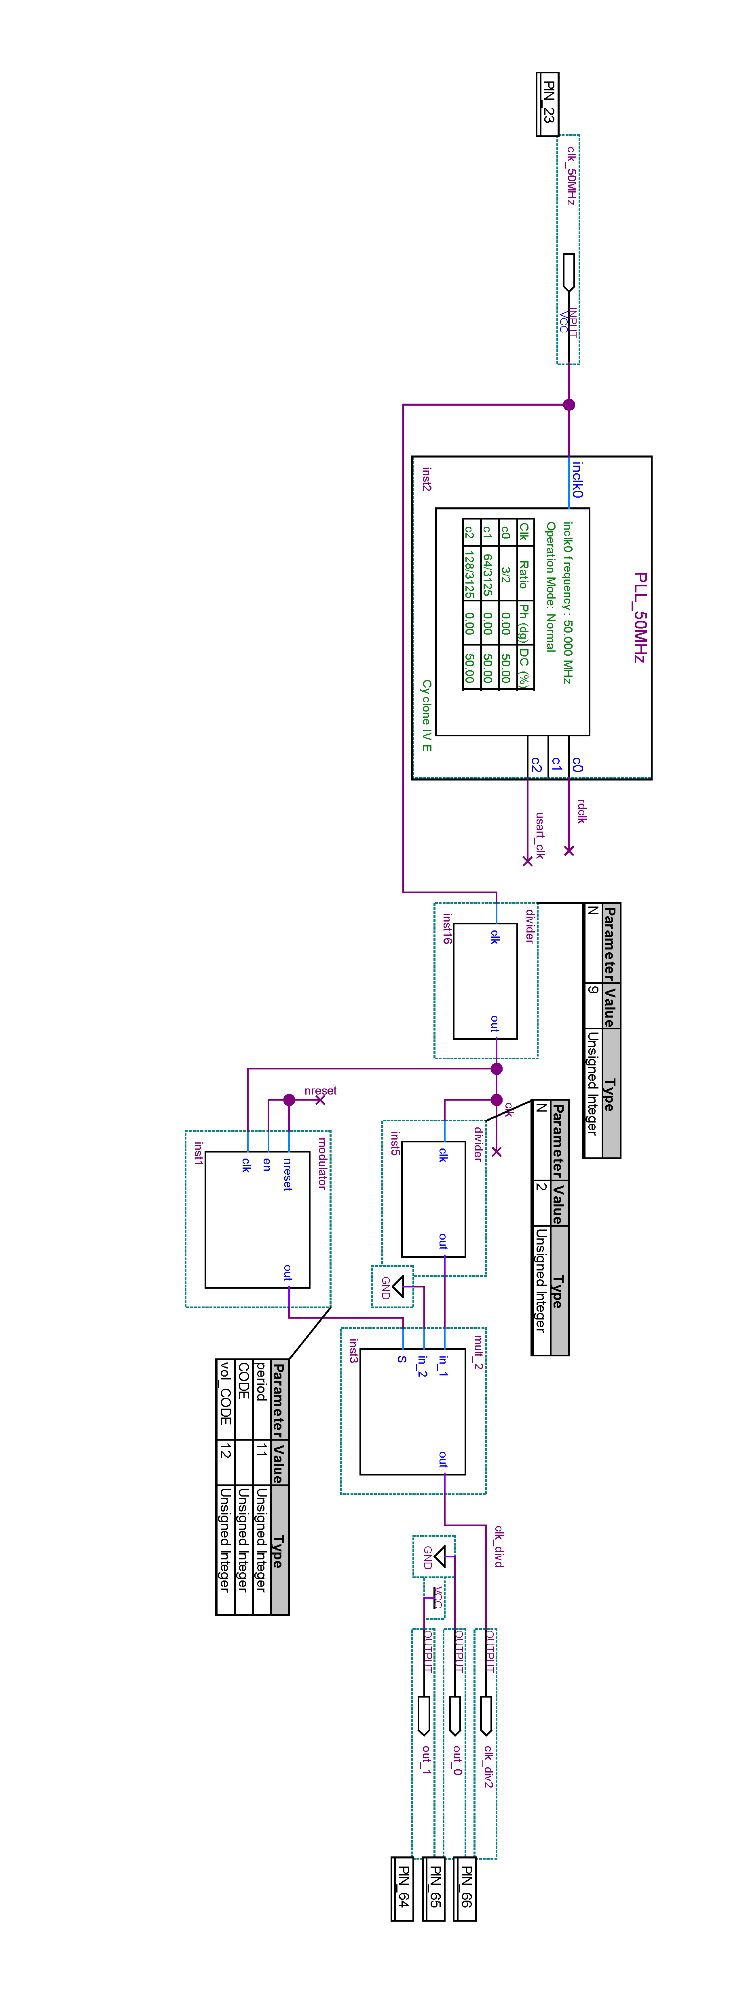 PIN_23
clk_50MHz
INPUT
VCC
PLL_50MHz
inclk0
inclk0 frequency: 50.000 MHz
Operation Mode: Normal
Clk Ratio Ph (dg) DC (%)
c0 3/2 0.00 50.00
c1 64/3125 0.00 50.00
c2 128/3125 0.00 50.00
c0
c1
c2
inst2
Cyclone IV E
rdclk
usart_clk
Parameter Value Type
N 9 Unsigned Integer
divider
clk
out
inst16
clk
Parameter Value Type
N 2 Unsigned Integer
divider
clk
out
inst5
nreset
modulator
nreset
en
clk
out
inst1
GND
mult_2
in_1
in_2
S
out
inst3
Parameter Value Type
period 11 Unsigned Integer
CODE Unsigned Integer
vol_CODE 12 Unsigned Integer
clk_divd
GND
VCC
OUTPUT
clk_div2
PIN_66
OUTPUT
out_0
PIN_65
OUTPUT
out_1
PIN_64